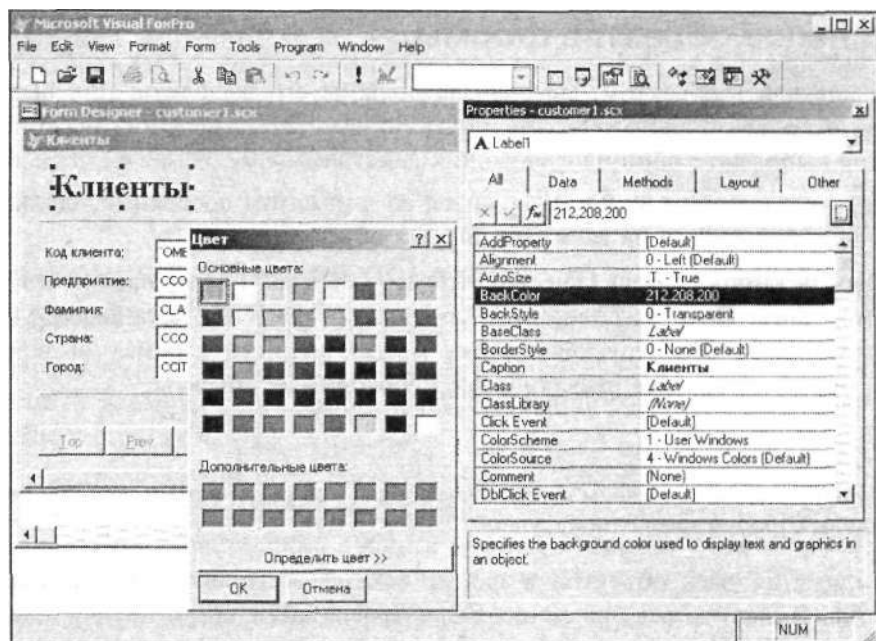 Microsoft Visual FoxPro
File Edit View Format Form Tools Program Window Help
Form Designer - customer1.scx
Клиенты
Клиенты
Код клиента:
Предприятие: CCO
Фамилия: CLA
Страна: CCO
Город: CCIT
Top Prev
Цвет
Основные цвета:
Дополнительные цвета:
Определить цвет >>
OK Отмена
Properties - customer1.scx
A Label1
All Data Methods Layout Other
212,208,200
AddProperty [Default]
Alignment 0 - Left (Default)
AutoSize .T. - True
BackColor 212,208,200
BackStyle 0 - Transparent
BaseClass Label
BorderStyle 0 - None (Default)
Caption Клиенты
Class Label
ClassLibrary (None)
Click Event [Default]
ColorScheme 1 - User Windows
ColorSource 4 - Windows Colors (Default)
Comment (None)
DblClick Event [Default]
Specifies the background color used to display text and graphics in
an object.
NUM